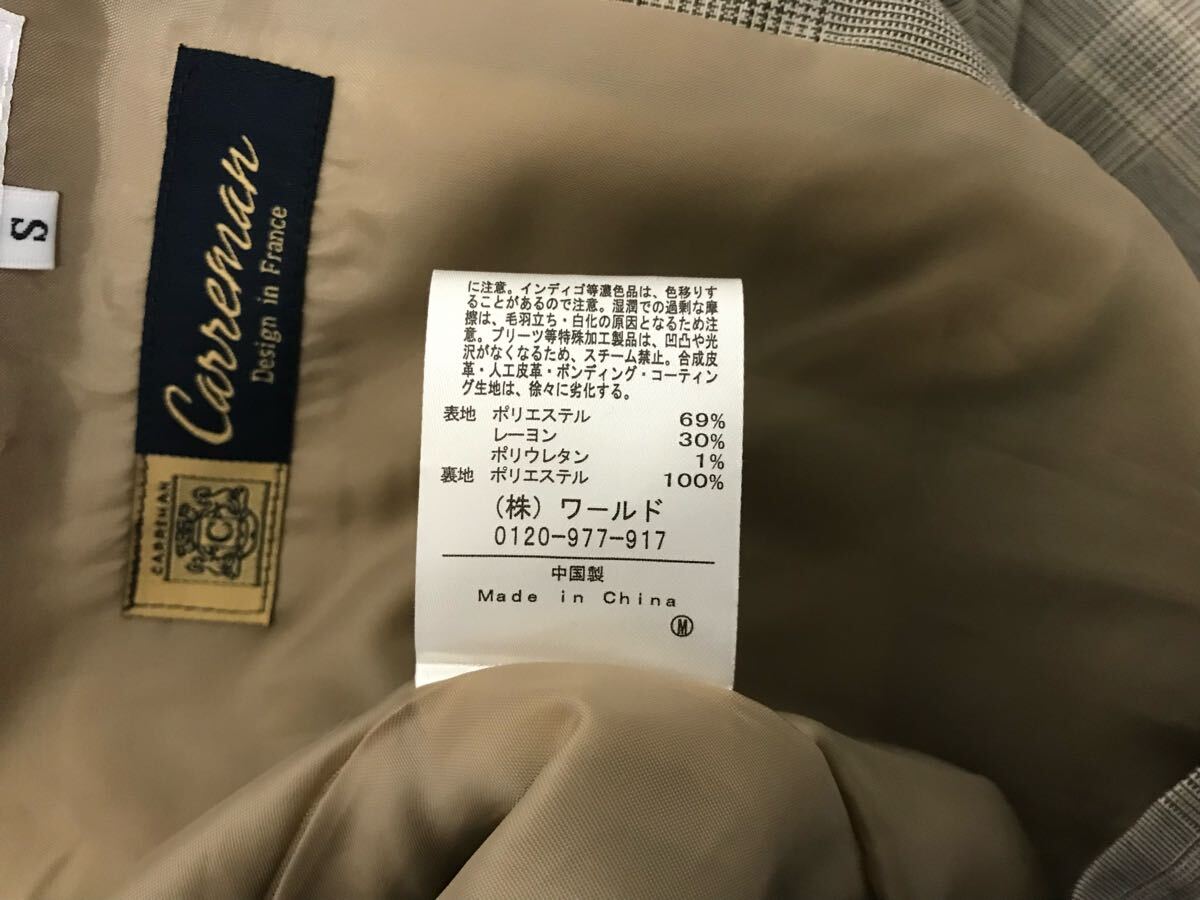 S
Carreman
Design in France
CARREMAN
C
に注意。インディゴ等濃色品は、色移りす
ることがあるので注意。湿潤での過剰な摩
擦は、毛羽立ち・白化の原因となるため注
意。プリーツ等特殊加工製品は、凹凸や光
沢がなくなるため、スチーム禁止。合成皮
革・人工皮革・ボンディング・コーティン
グ生地は、徐々に劣化する。
表地 ポリエステル 69%
レーヨン 30%
ポリウレタン 1%
裏地 ポリエステル 100%
(株) ワールド
0120-977-917
中国製
Made in China
Ⓜ